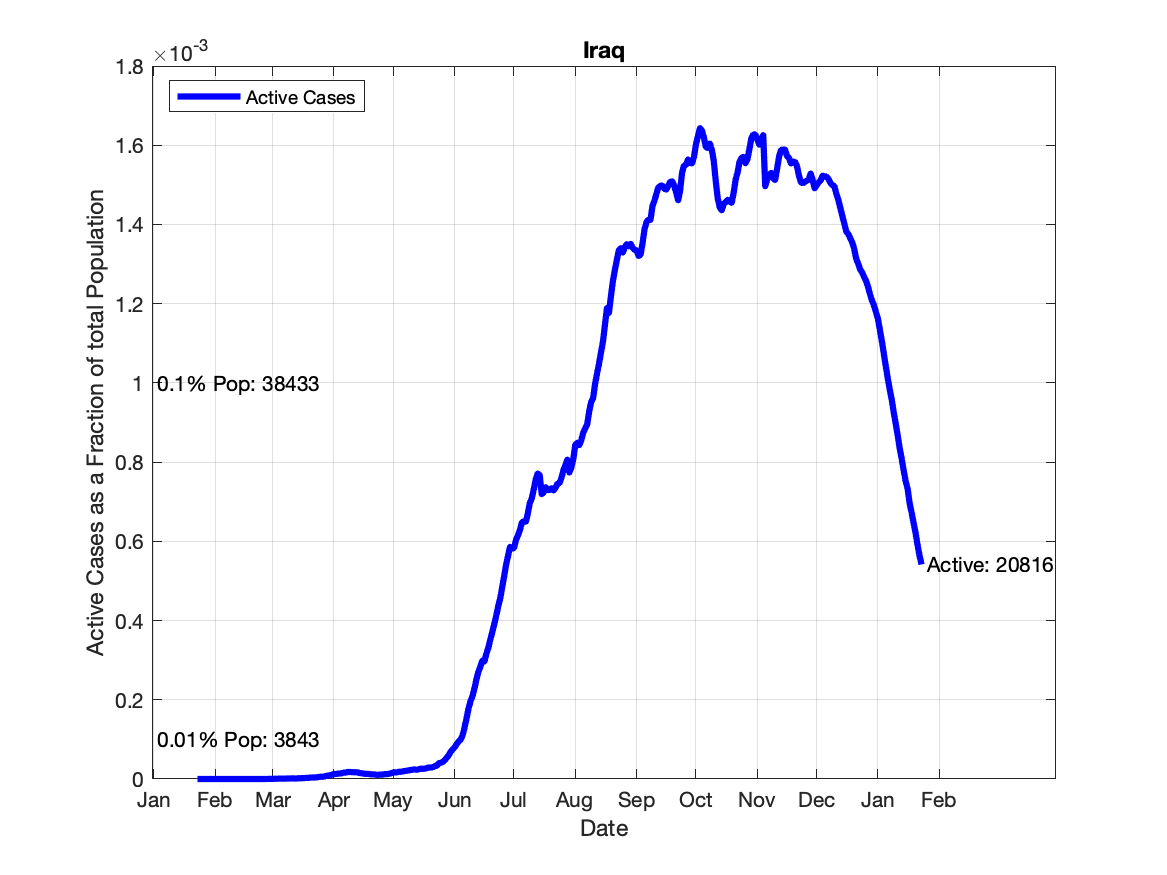 Iraq
×10-3
Active Cases
1.8
1.6
1.4
1.2
1
0.8
0.6
0.4
0.2
0
Active Cases as a Fraction of total Population
0.1% Pop: 38433
0.01% Pop: 3843
Active: 20816
Jan Feb Mar Apr May Jun Jul Aug Sep Oct Nov Dec Jan Feb
Date